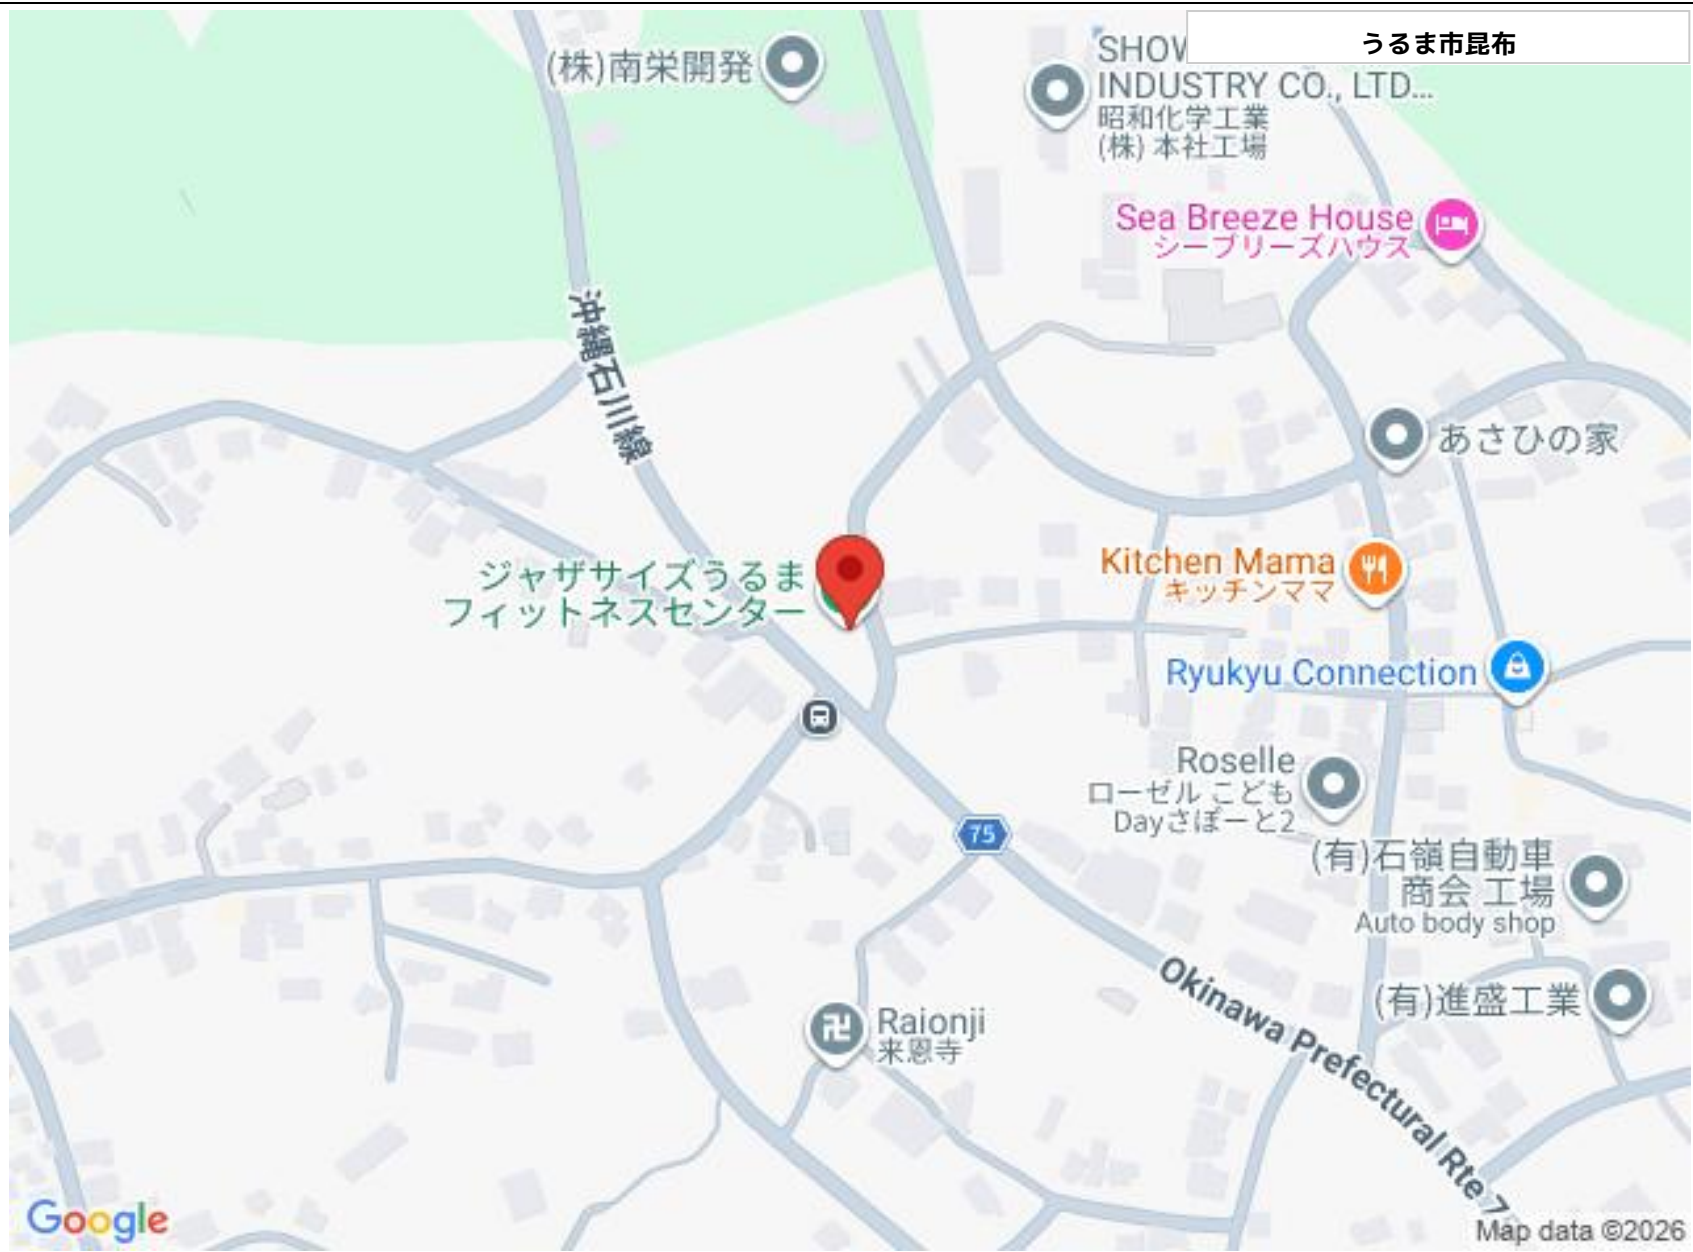 うるま市昆布
(株)南栄開発
SHOW
INDUSTRY CO., LTD...
昭和化学工業
(株) 本社工場
Sea Breeze House
シーブリーズハウス
沖縄石川線
あさひの家
ジャザサイズうるま
フィットネスセンター
Kitchen Mama
キッチンママ
Ryukyu Connection
Roselle
ローゼル こども
Dayさぽーと2
75
(有)石嶺自動車
商会 工場
Auto body shop
(有)進盛工業
Okinawa Prefectural Rte 7
Raionji
来恩寺
Google
Map data ©2026